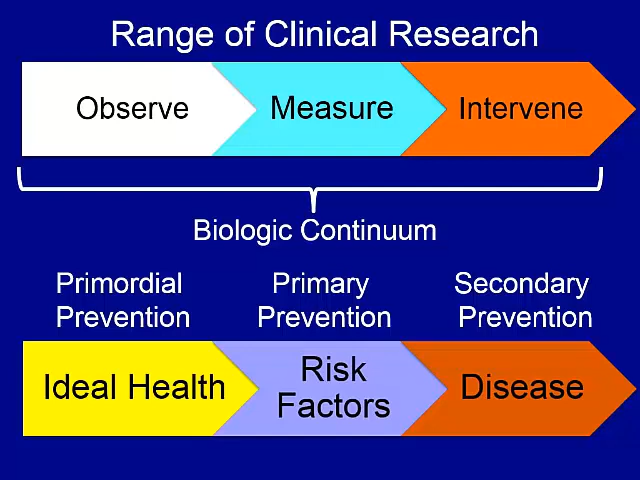 Range of Clinical Research
Observe
Measure
Intervene
Biologic Continuum
Primordial
Prevention
Primary
Prevention
Secondary
Prevention
Ideal Health
Risk
Factors
Disease